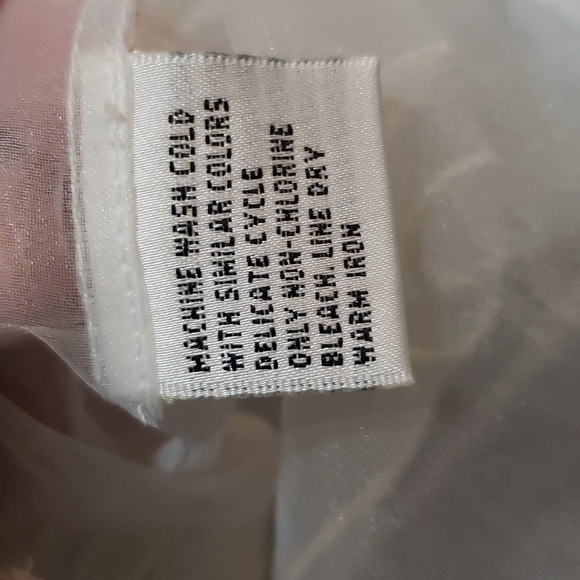 MACHINE WASH COLD
WITH SIMILAR COLORS
DELICATE CYCLE
ONLY NON-CHLORINE
BLEACH. LINE DRY
WARM IRON